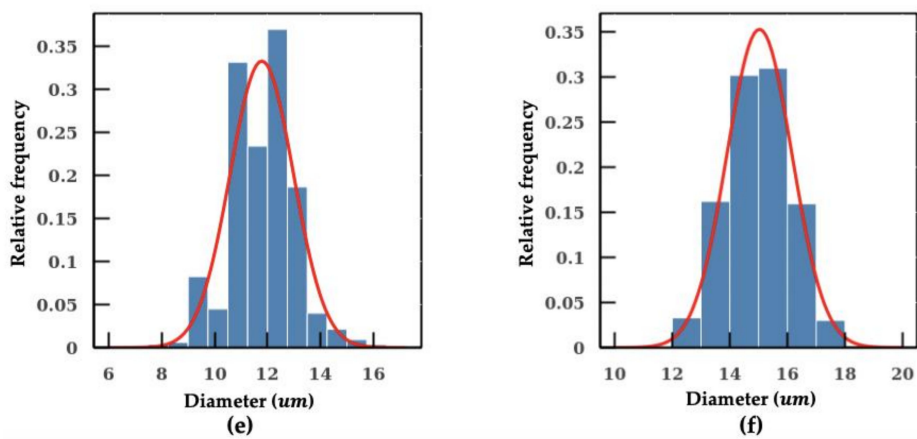 0.35
0.3
0.25
0.2
0.15
0.1
0.05
0
6 8 10 12 14 16
Relative frequency
Diameter (um)
(e)
0.35
0.3
0.25
0.2
0.15
0.1
0.05
0
10 12 14 16 18 20
Relative frequency
Diameter (um)
(f)